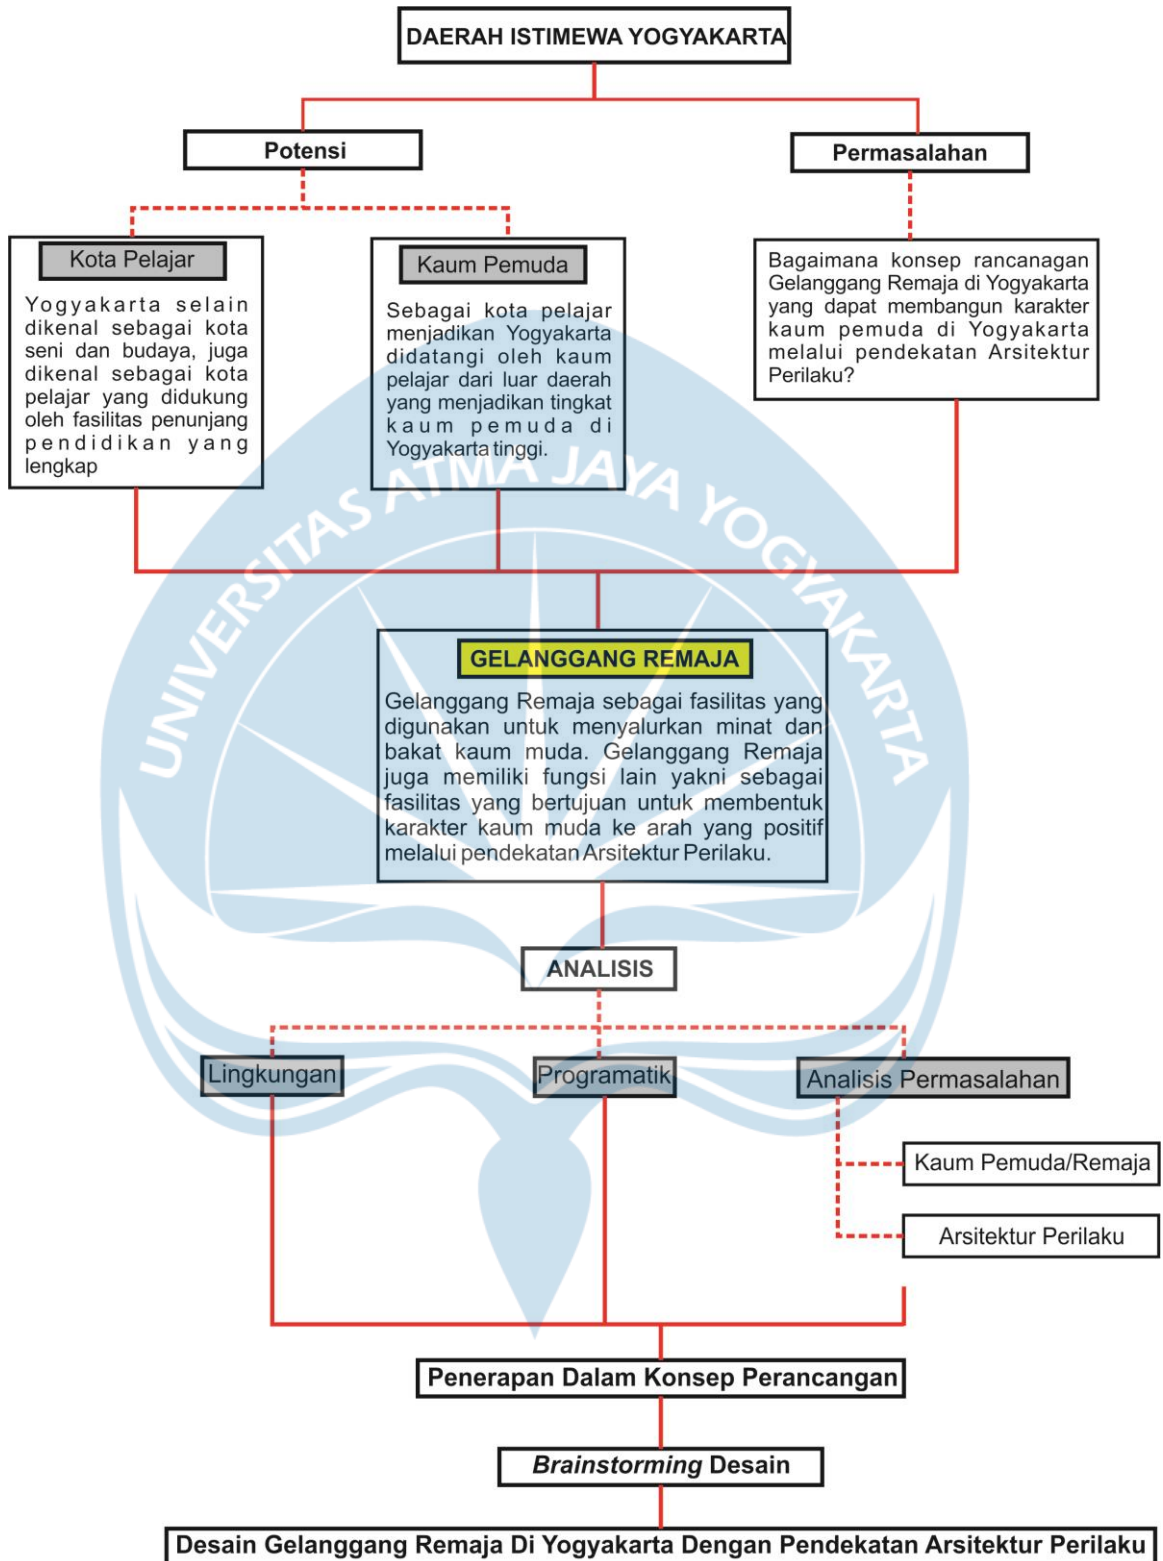 DAERAH ISTIMEWA YOGYAKARTA
Potensi
Permasalahan
Kota Pelajar
Yogyakarta selain
dikenal sebagai kota
seni dan budaya, juga
dikenal sebagai kota
pelajar yang didukung
oleh fasilitas penunjang
pendidikan yang
lengkap
Kaum Pemuda
Sebagai kota pelajar
menjadikan Yogyakarta
didatangi oleh kaum
pelajar dari luar daerah
yang menjadikan tingkat
kaum pemuda di
Yogyakarta tinggi.
Bagaimana konsep rancanagan
Gelanggang Remaja di Yogyakarta
yang dapat membangun karakter
kaum pemuda di Yogyakarta
melalui pendekatan Arsitektur
Perilaku?
UNIVERSITAS ATMA JAYA YOGYAKARTA
GELANGGANG REMAJA
Gelanggang Remaja sebagai fasilitas yang
digunakan untuk menyalurkan minat dan
bakat kaum muda. Gelanggang Remaja
juga memiliki fungsi lain yakni sebagai
fasilitas yang bertujuan untuk membentuk
karakter kaum muda ke arah yang positif
melalui pendekatan Arsitektur Perilaku.
ANALISIS
Lingkungan
Programatik
Analisis Permasalahan
Kaum Pemuda/Remaja
Arsitektur Perilaku
Penerapan Dalam Konsep Perancangan
Brainstorming Desain
Desain Gelanggang Remaja Di Yogyakarta Dengan Pendekatan Arsitektur Perilaku